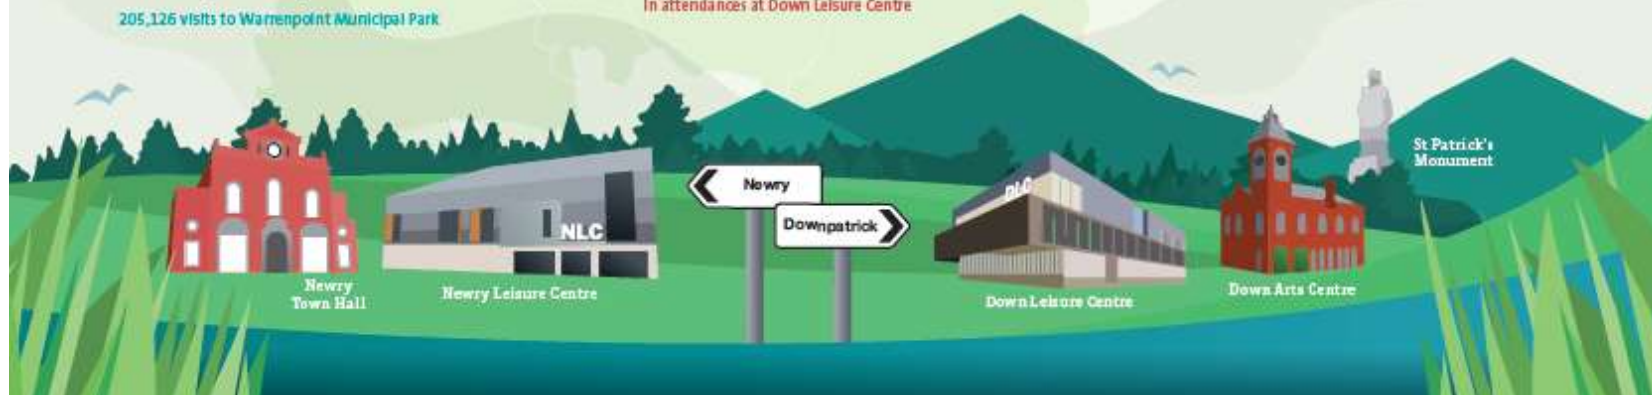 205,126 visits to Warrenpoint Municipal Park
in attendances at Down Leisure Centre
St Patrick's
Monument
NLC
Newry
Downpatrick
DLC
Newry
Town Hall
Newry Leisure Centre
Down Leisure Centre
Down Arts Centre